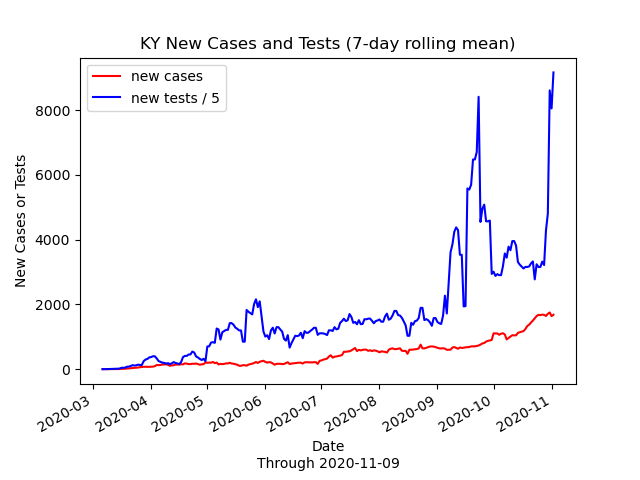 KY New Cases and Tests (7-day rolling mean)
new cases
new tests / 5
New Cases or Tests
8000
6000
4000
2000
0
2020-03
2020-04
2020-05
2020-06
2020-07
2020-08
2020-09
2020-10
2020-11
Date
Through 2020-11-09